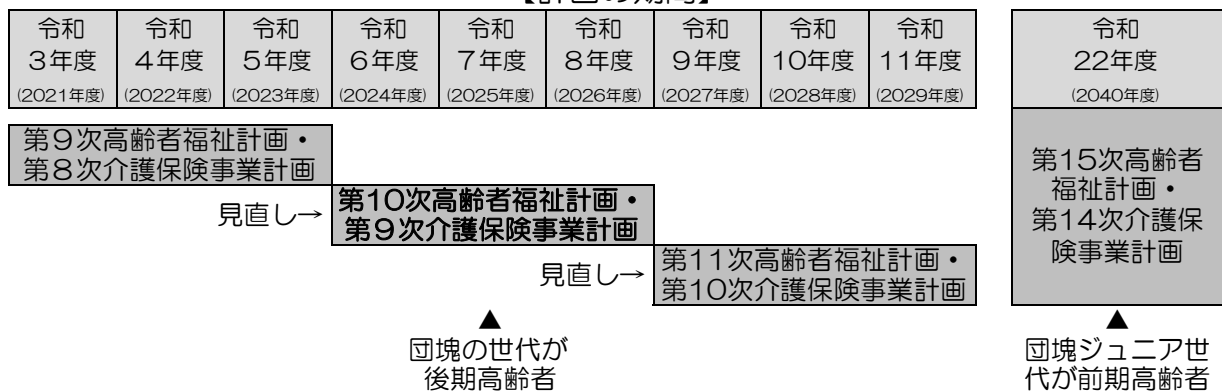 令和 令和 令和 令和 令和 令和 令和 令和 令和 令和
3年度 4年度 5年度 6年度 7年度 8年度 9年度 10年度 11年度 22年度
(2021年度) (2022年度) (2023年度) (2024年度) (2025年度) (2026年度) (2027年度) (2028年度) (2029年度) (2040年度)
第9次高齢者福祉計画・
第8次介護保険事業計画
見直し→
第10次高齢者福祉計画・
第9次介護保険事業計画
見直し→
第11次高齢者福祉計画・
第10次介護保険事業計画
第15次高齢者
福祉計画・
第14次介護保
険事業計画
▲
団塊の世代が
後期高齢者
▲
団塊ジュニア世
代が前期高齢者